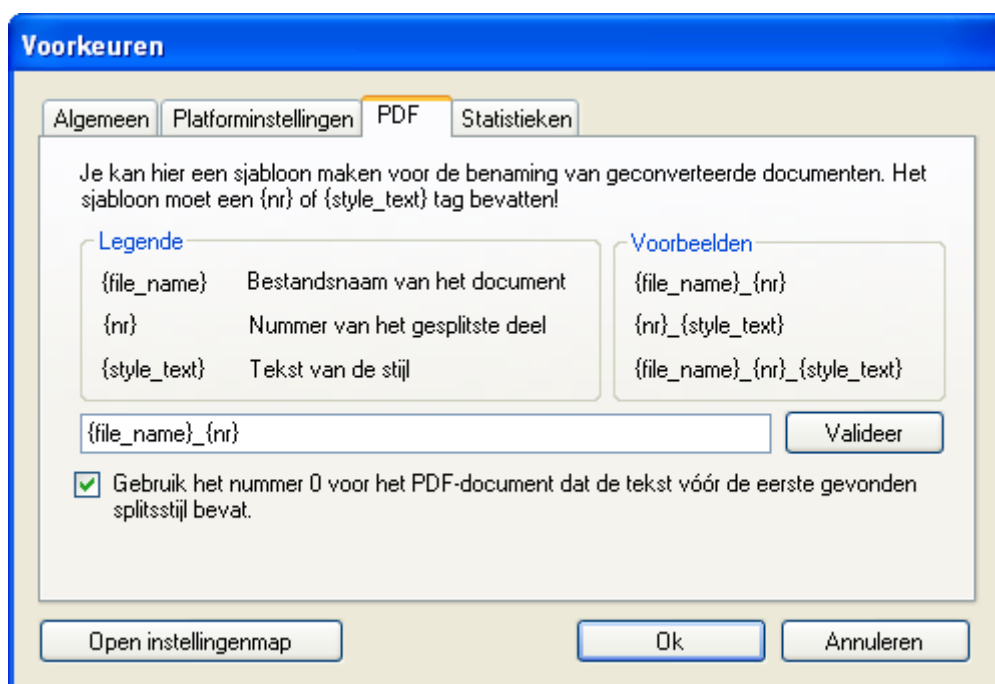 Voorkeuren
Algemeen Platforminstellingen PDF Statistieken
Je kan hier een sjabloon maken voor de benaming van geconverteerde documenten. Het
sjabloon moet een {nr} of {style_text} tag bevatten!
Legende
{file_name} Bestandsnaam van het document
{nr} Nummer van het gesplitste deel
{style_text} Tekst van de stijl
Voorbeelden
{file_name}_{nr}
{nr}_{style_text}
{file_name}_{nr}_{style_text}
{file_name}_{nr}
Valideer
Gebruik het nummer 0 voor het PDF-document dat de tekst vóór de eerste gevonden
splitsstijl bevat.
Open instellingenmap Ok Annuleren